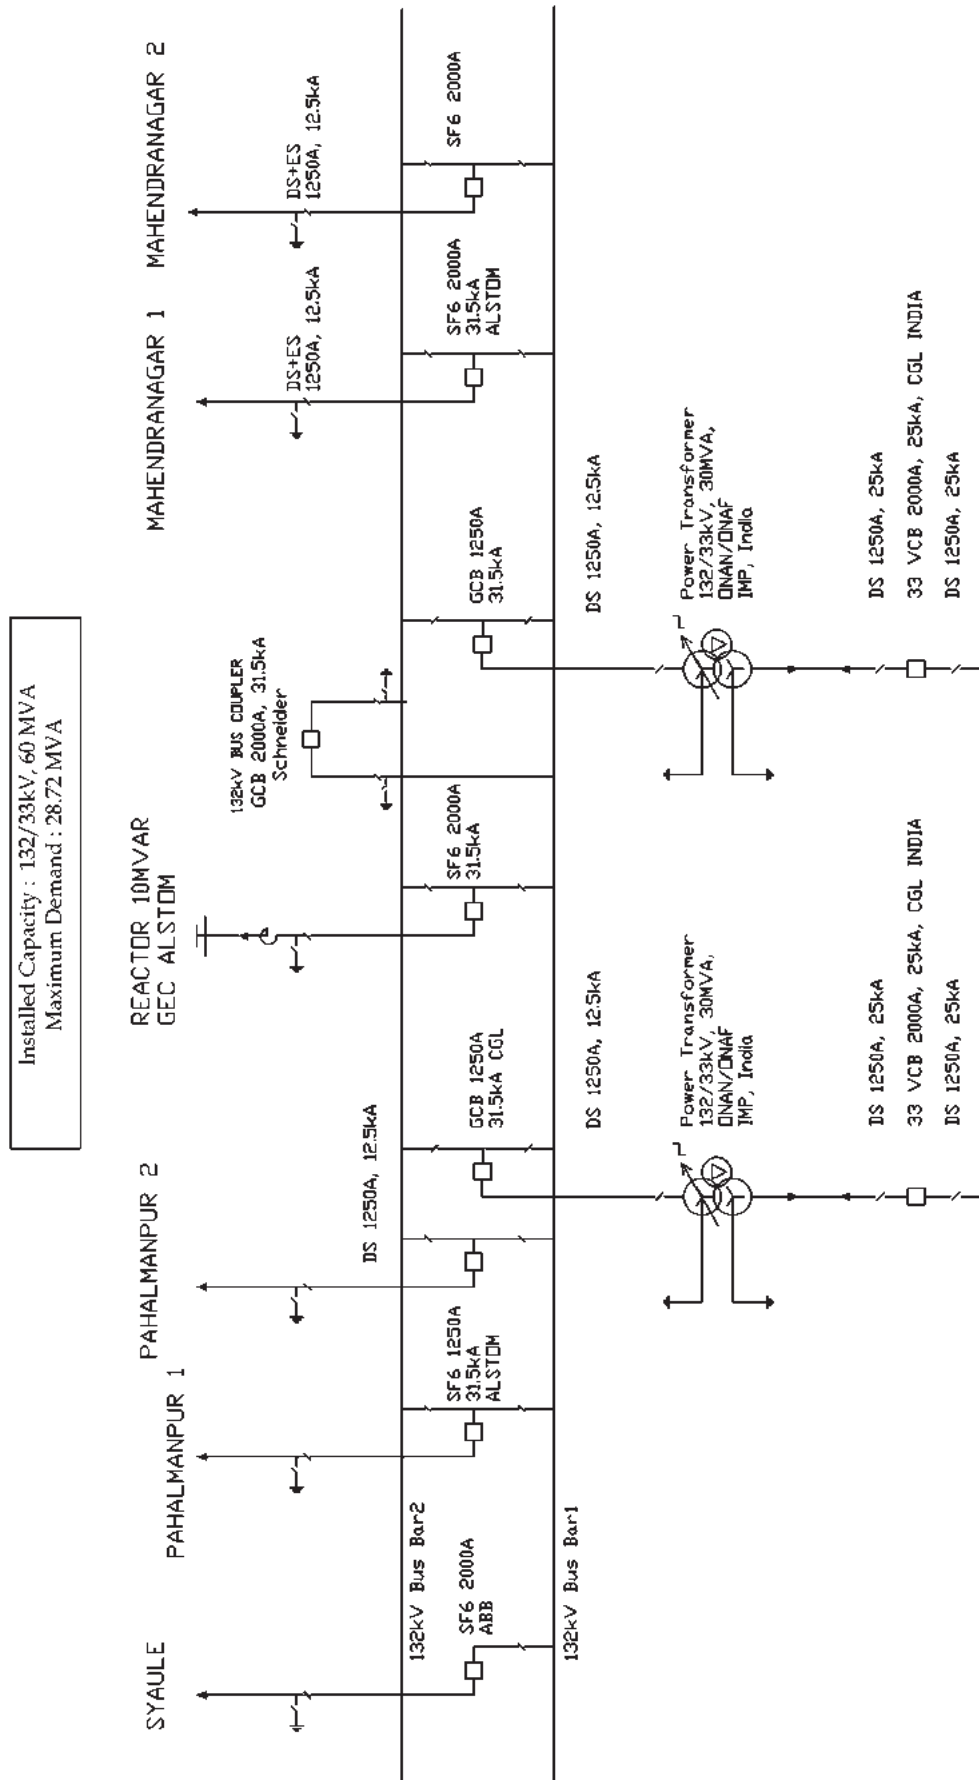 Installed Capacity : 132/33kV, 60 MVA
Maximum Demand : 28.72 MVA
SYAULE
PAHALMANPUR 1
PAHALMANPUR 2
REACTOR 10MVAR
GEC ALSTOM
MAHENDRANAGAR 1
MAHENDRANAGAR 2
132kV BUS COUPLER
GCB 2000A, 31.5kA
Schneider
DS+ES
1250A, 12.5kA
DS+ES
1250A, 12.5kA
DS 1250A, 12.5kA
132kV Bus Bar2
SF6 2000A
ABB
SF6 1250A
31.5kA
ALSTOM
GCB 1250A
31.5kA CGL
SF6 2000A
31.5kA
GCB 1250A
31.5kA
SF6 2000A
31.5kA
ALSTOM
SF6 2000A
132kV Bus Bar1
DS 1250A, 12.5kA
DS 1250A, 12.5kA
Power Transformer
132/33kV, 30MVA,
ONAN/ONAF
IMP, India
Power Transformer
132/33kV, 30MVA,
ONAN/ONAF
IMP, India
DS 1250A, 25kA
33 VCB 2000A, 25kA, CGL INDIA
DS 1250A, 25kA
DS 1250A, 25kA
33 VCB 2000A, 25kA, CGL INDIA
DS 1250A, 25kA